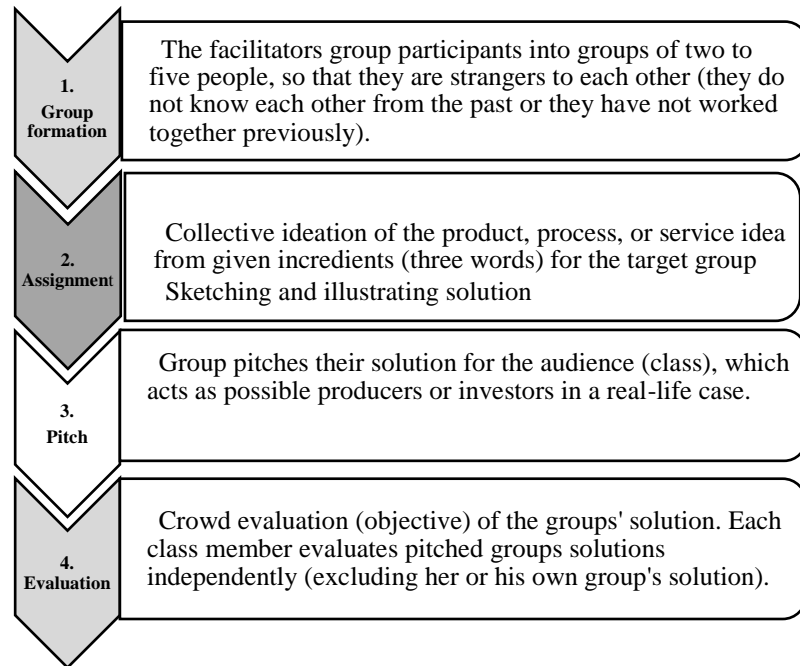 1.
Group
formation
The facilitators group participants into groups of two to
five people, so that they are strangers to each other (they do
not know each other from the past or they have not worked
together previously).
2.
Assignment
Collective ideation of the product, process, or service idea
from given incredients (three words) for the target group
Sketching and illustrating solution
3.
Pitch
Group pitches their solution for the audience (class), which
acts as possible producers or investors in a real-life case.
4.
Evaluation
Crowd evaluation (objective) of the groups' solution. Each
class member evaluates pitched groups solutions
independently (excluding her or his own group's solution).